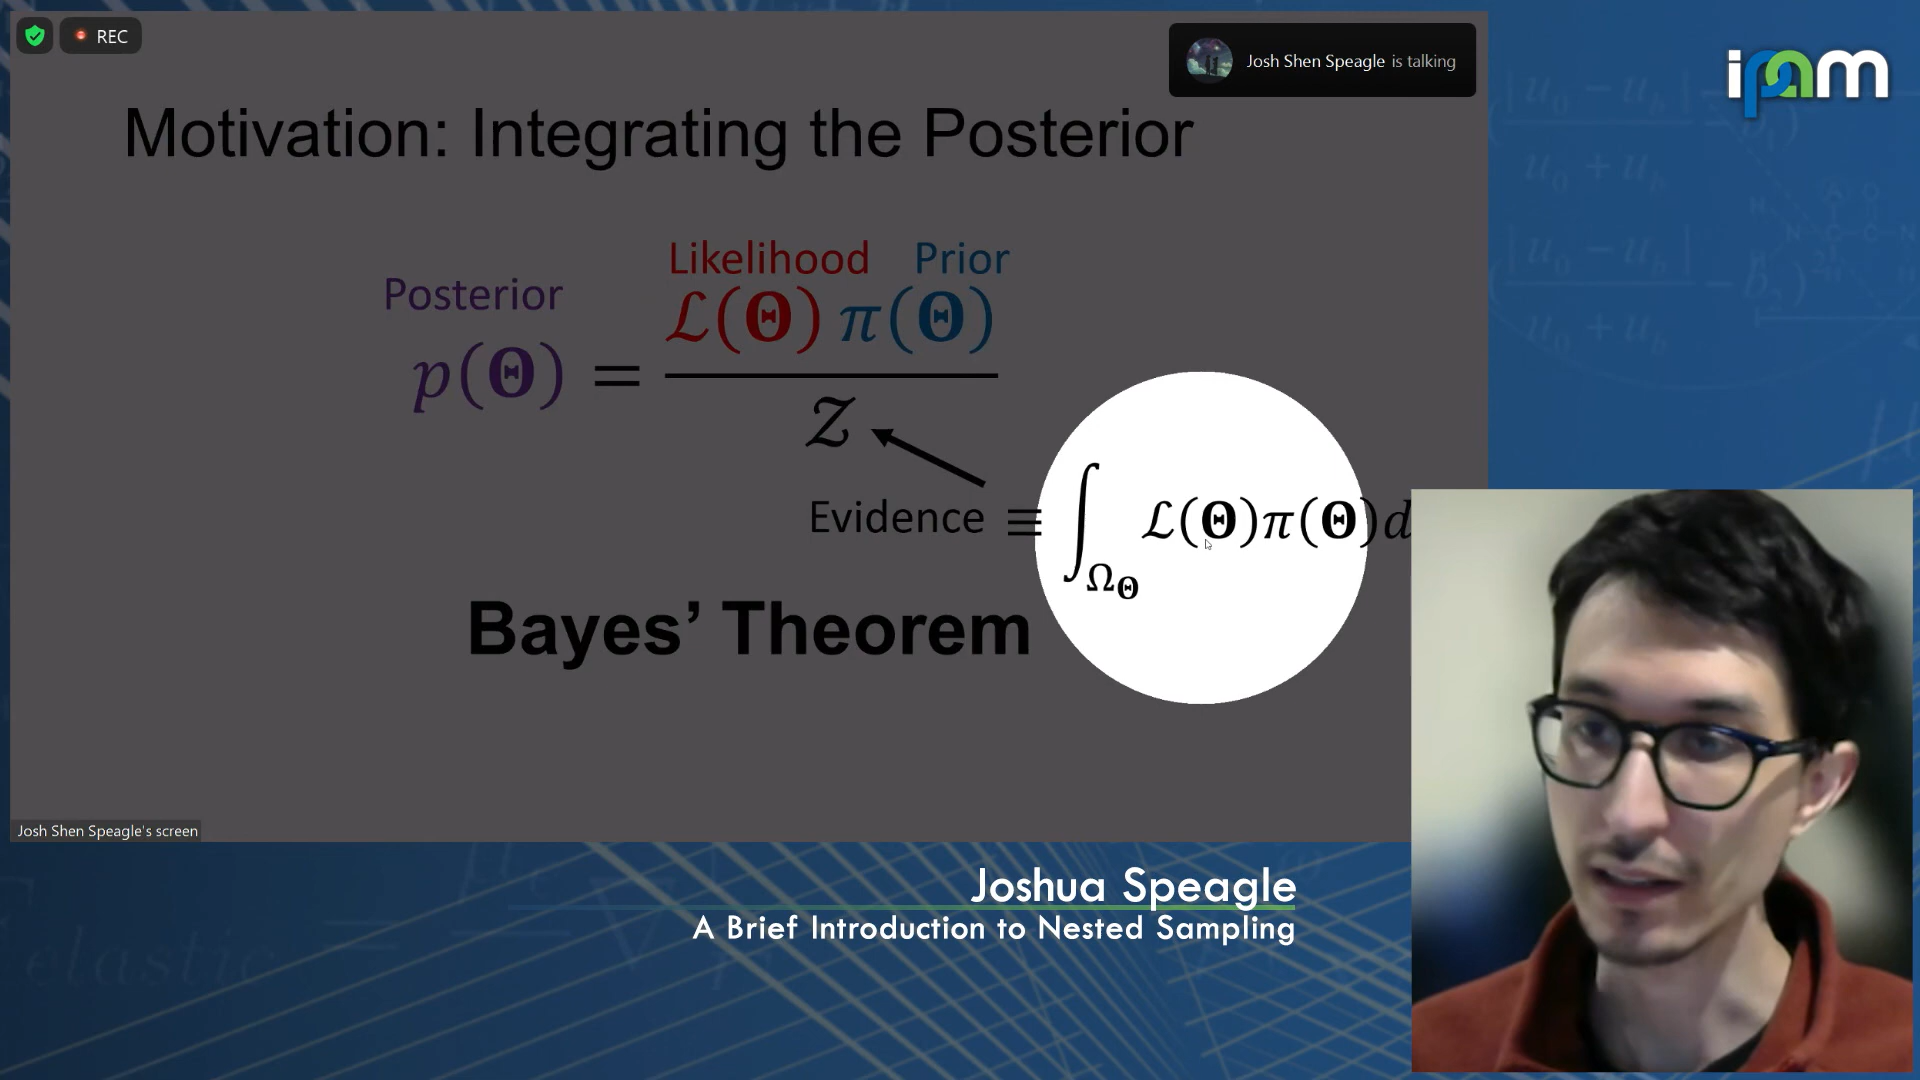 REC
Josh Shen Speagle is talking
ipam
Motivation: Integrating the Posterior
Likelihood Prior
Posterior
p(Θ) = ℒ(Θ) π(Θ)
𝒵
Evidence ≡ ∫_{Ω_Θ} ℒ(Θ)π(Θ)d
Bayes’ Theorem
Josh Shen Speagle's screen
Joshua Speagle
A Brief Introduction to Nested Sampling